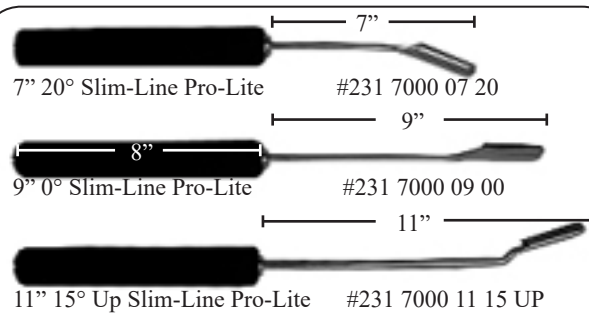 7”
7” 20° Slim-Line Pro-Lite #231 7000 07 20
9”
8”
9” 0° Slim-Line Pro-Lite #231 7000 09 00
11”
11” 15° Up Slim-Line Pro-Lite #231 7000 11 15 UP